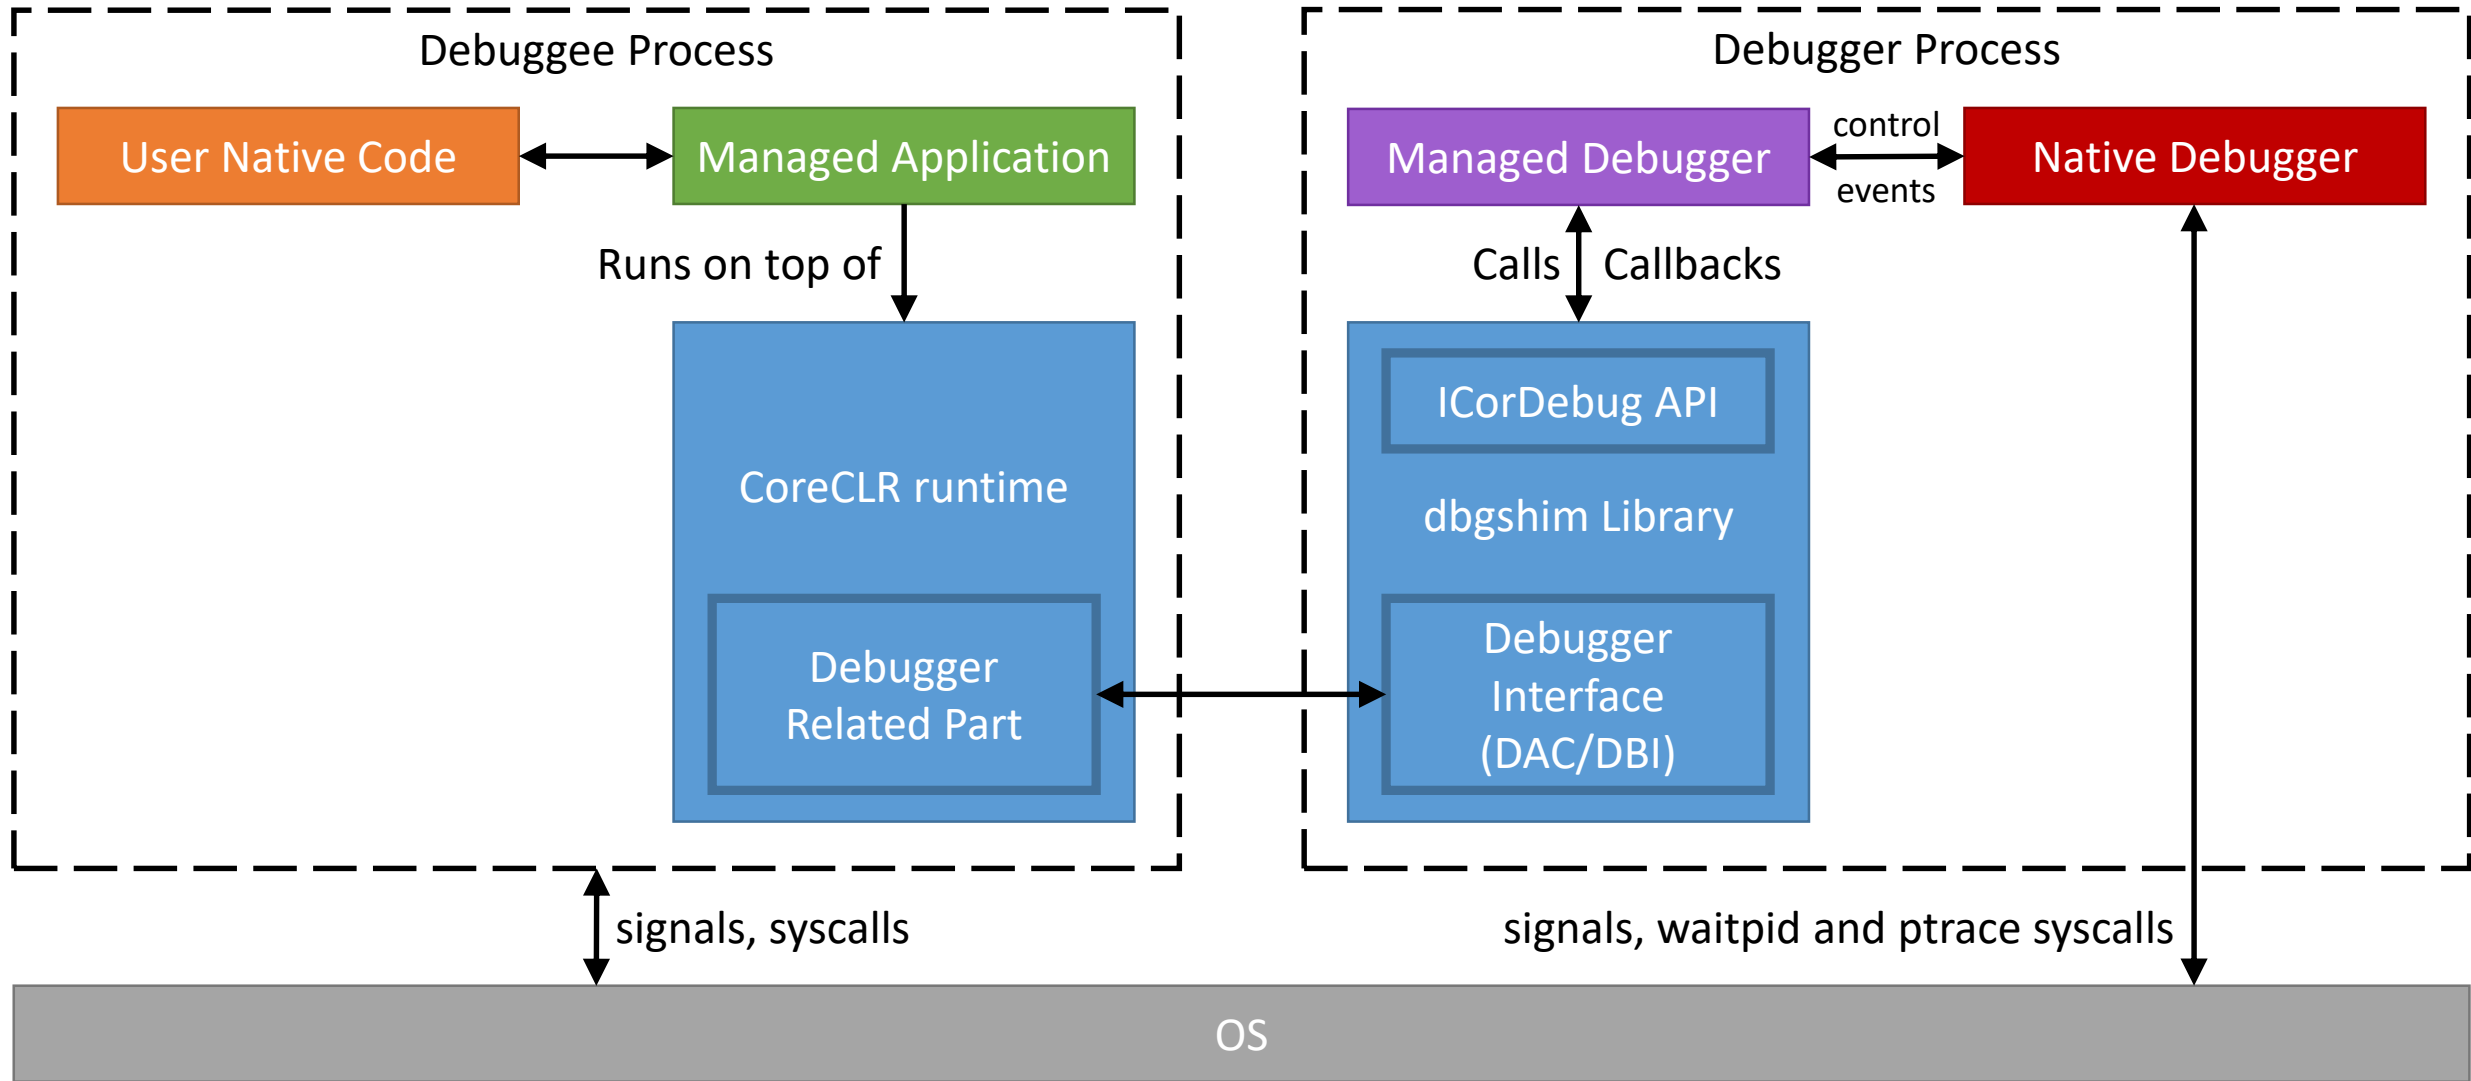 Debuggee Process
User Native Code
Managed Application
Runs on top of
CoreCLR runtime
Debugger
Related Part
Debugger Process
Managed Debugger
control
events
Native Debugger
Calls
Callbacks
ICorDebug API
dbgshim Library
Debugger
Interface
(DAC/DBI)
signals, syscalls
signals, waitpid and ptrace syscalls
OS